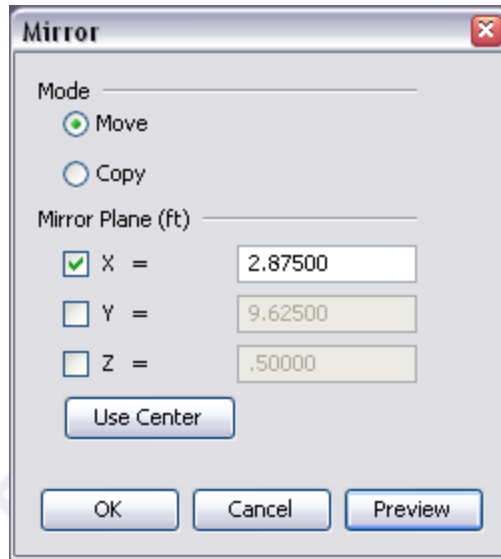 Mirror
Mode
Move
Copy
Mirror Plane (ft)
X = 2.87500
Y = 9.62500
Z = .50000
Use Center
OK Cancel Preview